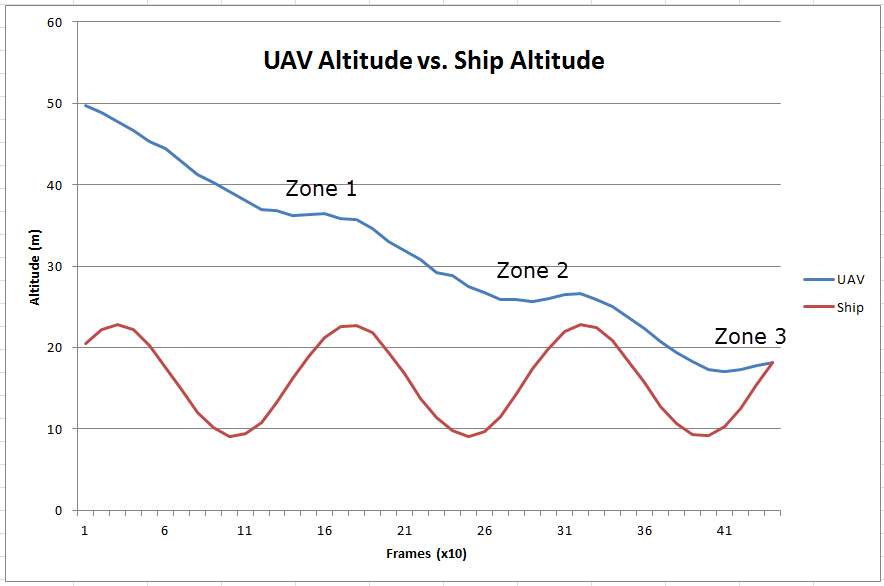 UAV Altitude vs. Ship Altitude
60
50
40
30
20
10
0
Altitude (m)
Zone 1
Zone 2
Zone 3
UAV
Ship
1 6 11 16 21 26 31 36 41
Frames (x10)